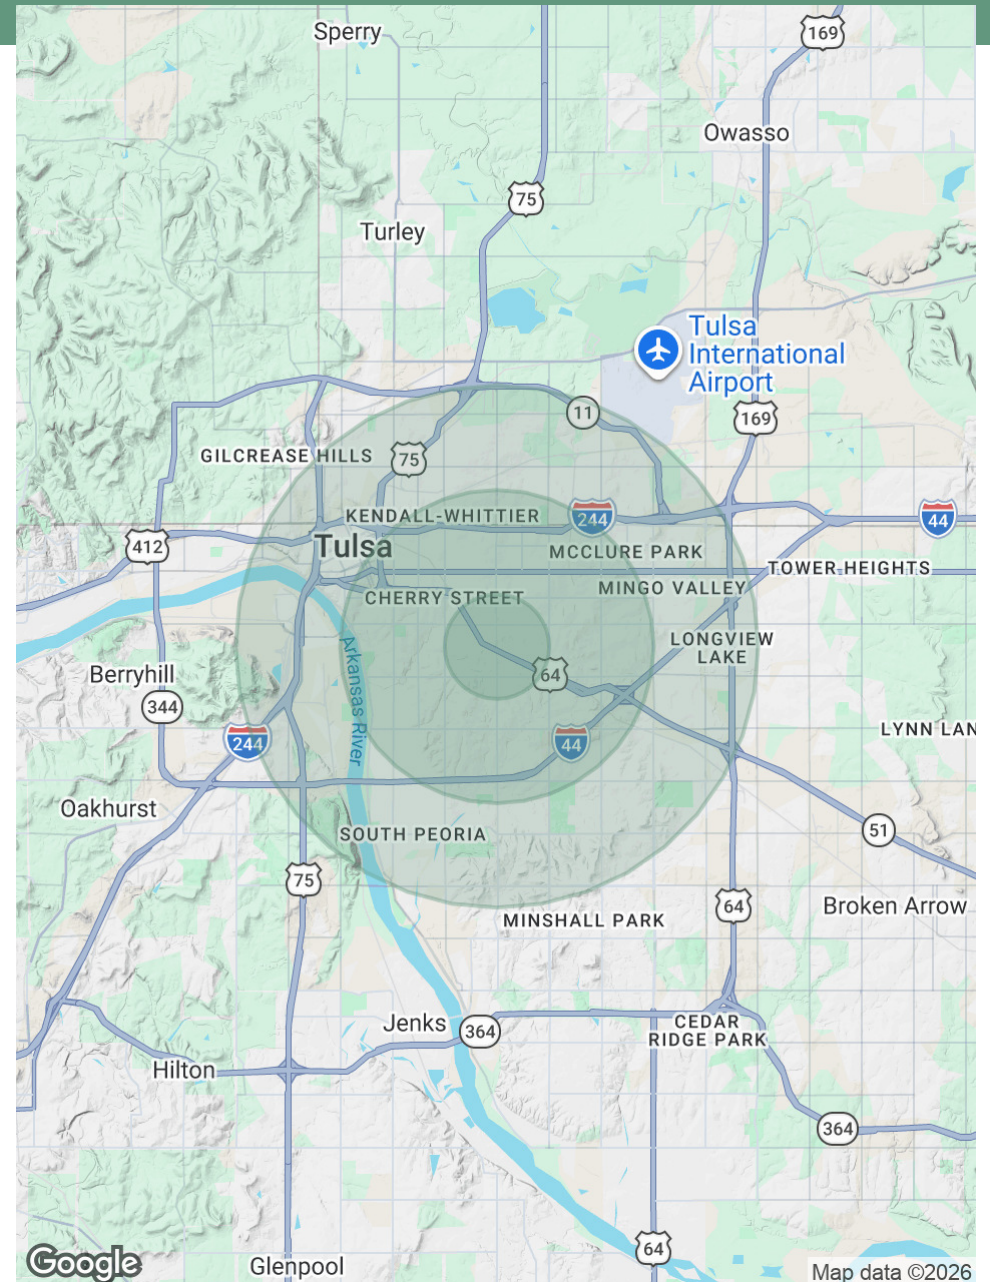 Sperry
169
Owasso
75
Turley
Tulsa
International
Airport
11
169
GILCREASE HILLS
75
KENDALL-WHITTIER
244
44
412
Tulsa
MCCLURE PARK
TOWER HEIGHTS
CHERRY STREET
MINGO VALLEY
Arkansas River
LONGVIEW
LAKE
Berryhill
64
344
LYNN LAN
244
44
Oakhurst
SOUTH PEORIA
51
75
64
Broken Arrow
MINSHALL PARK
Jenks
364
CEDAR
RIDGE PARK
Hilton
364
64
Glenpool
Google
Map data ©2026